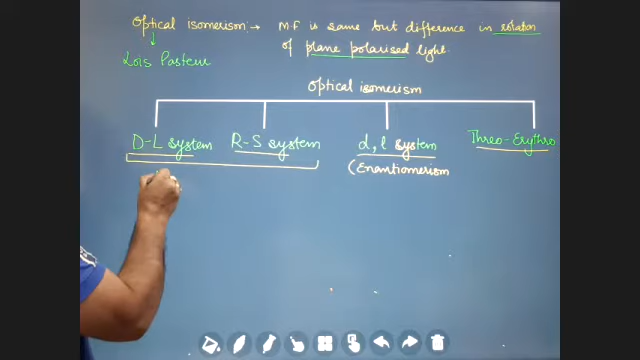 Optical isomerism :→ M.F is same but difference in rotation
of plane polarised light.
Lois Pasteur
Optical isomerism
D-L system R-S system d, l system Threo-Erythro
(Enantiomerism